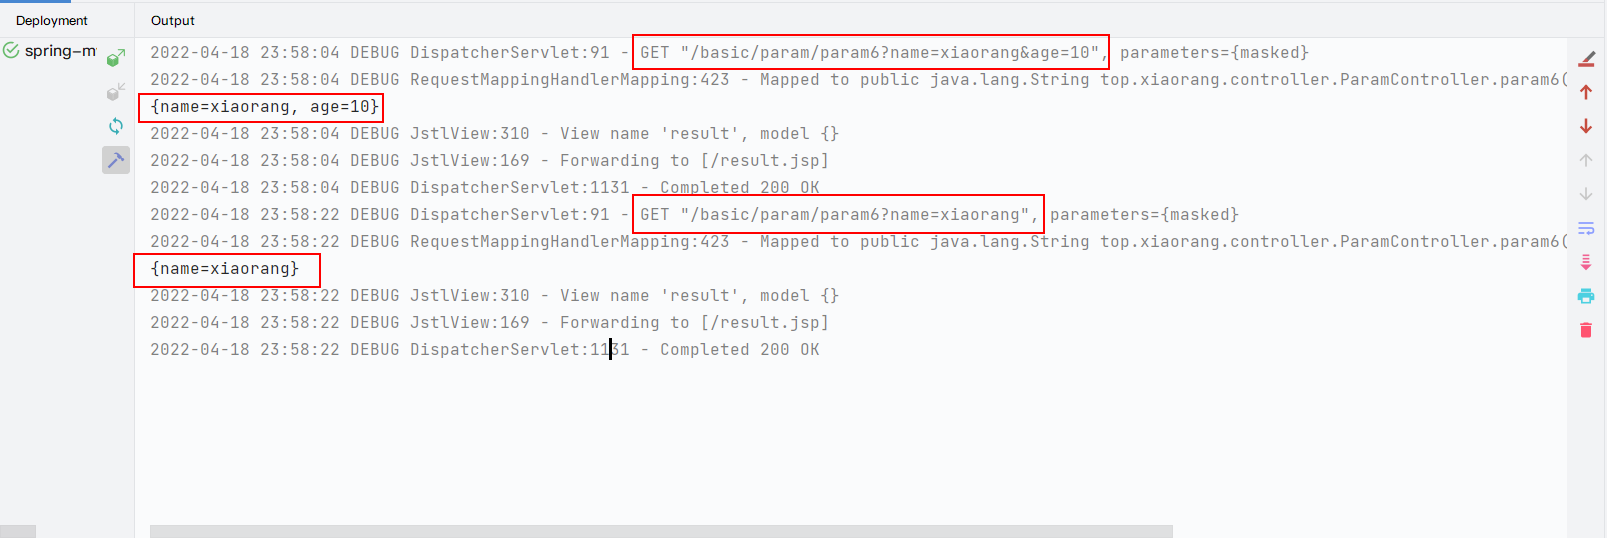 Deployment
Output
spring-m
2022-04-18 23:58:04 DEBUG DispatcherServlet:91 - GET "/basic/param/param6?name=xiaorang&age=10", parameters={masked}
2022-04-18 23:58:04 DEBUG RequestMappingHandlerMapping:423 - Mapped to public java.lang.String top.xiaorang.controller.ParamController.param6(
{name=xiaorang, age=10}
2022-04-18 23:58:04 DEBUG JstlView:310 - View name 'result', model {}
2022-04-18 23:58:04 DEBUG JstlView:169 - Forwarding to [/result.jsp]
2022-04-18 23:58:04 DEBUG DispatcherServlet:1131 - Completed 200 OK
2022-04-18 23:58:22 DEBUG DispatcherServlet:91 - GET "/basic/param/param6?name=xiaorang", parameters={masked}
2022-04-18 23:58:22 DEBUG RequestMappingHandlerMapping:423 - Mapped to public java.lang.String top.xiaorang.controller.ParamController.param6(
{name=xiaorang}
2022-04-18 23:58:22 DEBUG JstlView:310 - View name 'result', model {}
2022-04-18 23:58:22 DEBUG JstlView:169 - Forwarding to [/result.jsp]
2022-04-18 23:58:22 DEBUG DispatcherServlet:1131 - Completed 200 OK